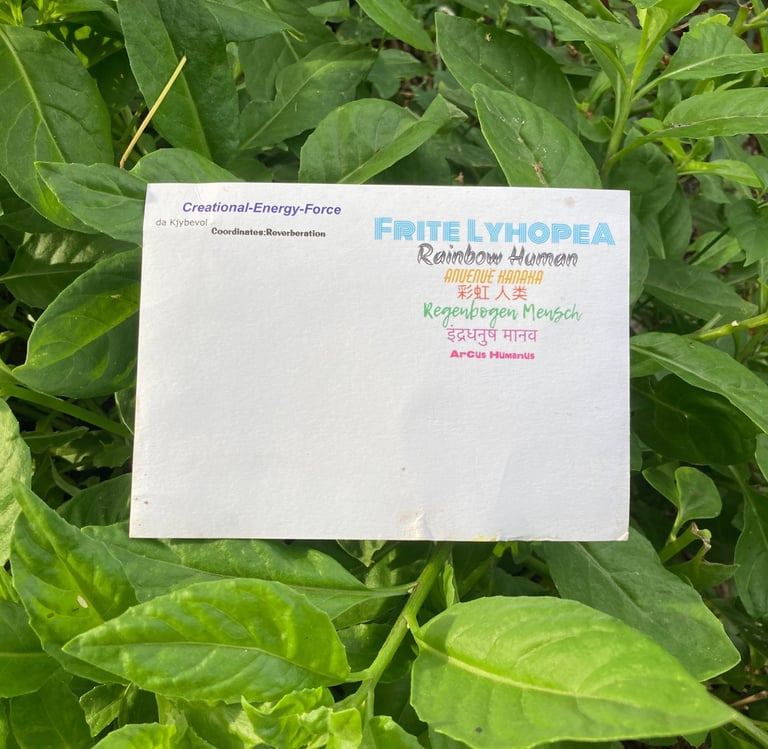 Creational-Energy-Force
da Kjybevol
Coordinates:Reverberation
FRITE LYHOPEA
Rainbow Human
ANUENUE KANAKA
彩虹 人类
Regenbogen Mensch
इंद्रधनुष मानव
Arcus Humanus